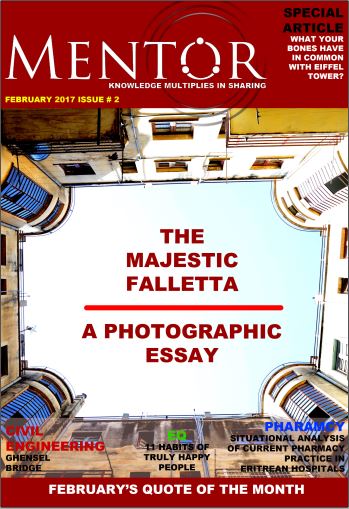 SPECIAL
ARTICLE
WHAT YOUR
BONES HAVE
IN COMMON
WITH EIFFEL
TOWER?
MENTOR
KNOWLEDGE MULTIPLIES IN SHARING
FEBRUARY 2017 ISSUE # 2
THE
MAJESTIC
FALLETTA
A PHOTOGRAPHIC
ESSAY
CIVIL
ENGINEERING
GHENSEL
BRIDGE
EQ
11 HABITS OF
TRULY HAPPY
PEOPLE
PHARAMCY
SITUATIONAL ANALYSIS
OF CURRENT PHARMACY
PRACTICE IN
ERITREAN HOSPITALS
FEBRUARY'S QUOTE OF THE MONTH